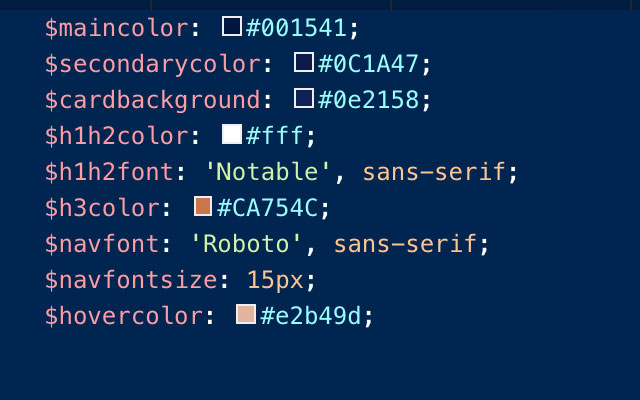 $maincolor: #001541;
$secondarycolor: #0C1A47;
$cardbackground: #0e2158;
$h1h2color: #fff;
$h1h2font: 'Notable', sans-serif;
$h3color: #CA754C;
$navfont: 'Roboto', sans-serif;
$navfontsize: 15px;
$hovercolor: #e2b49d;